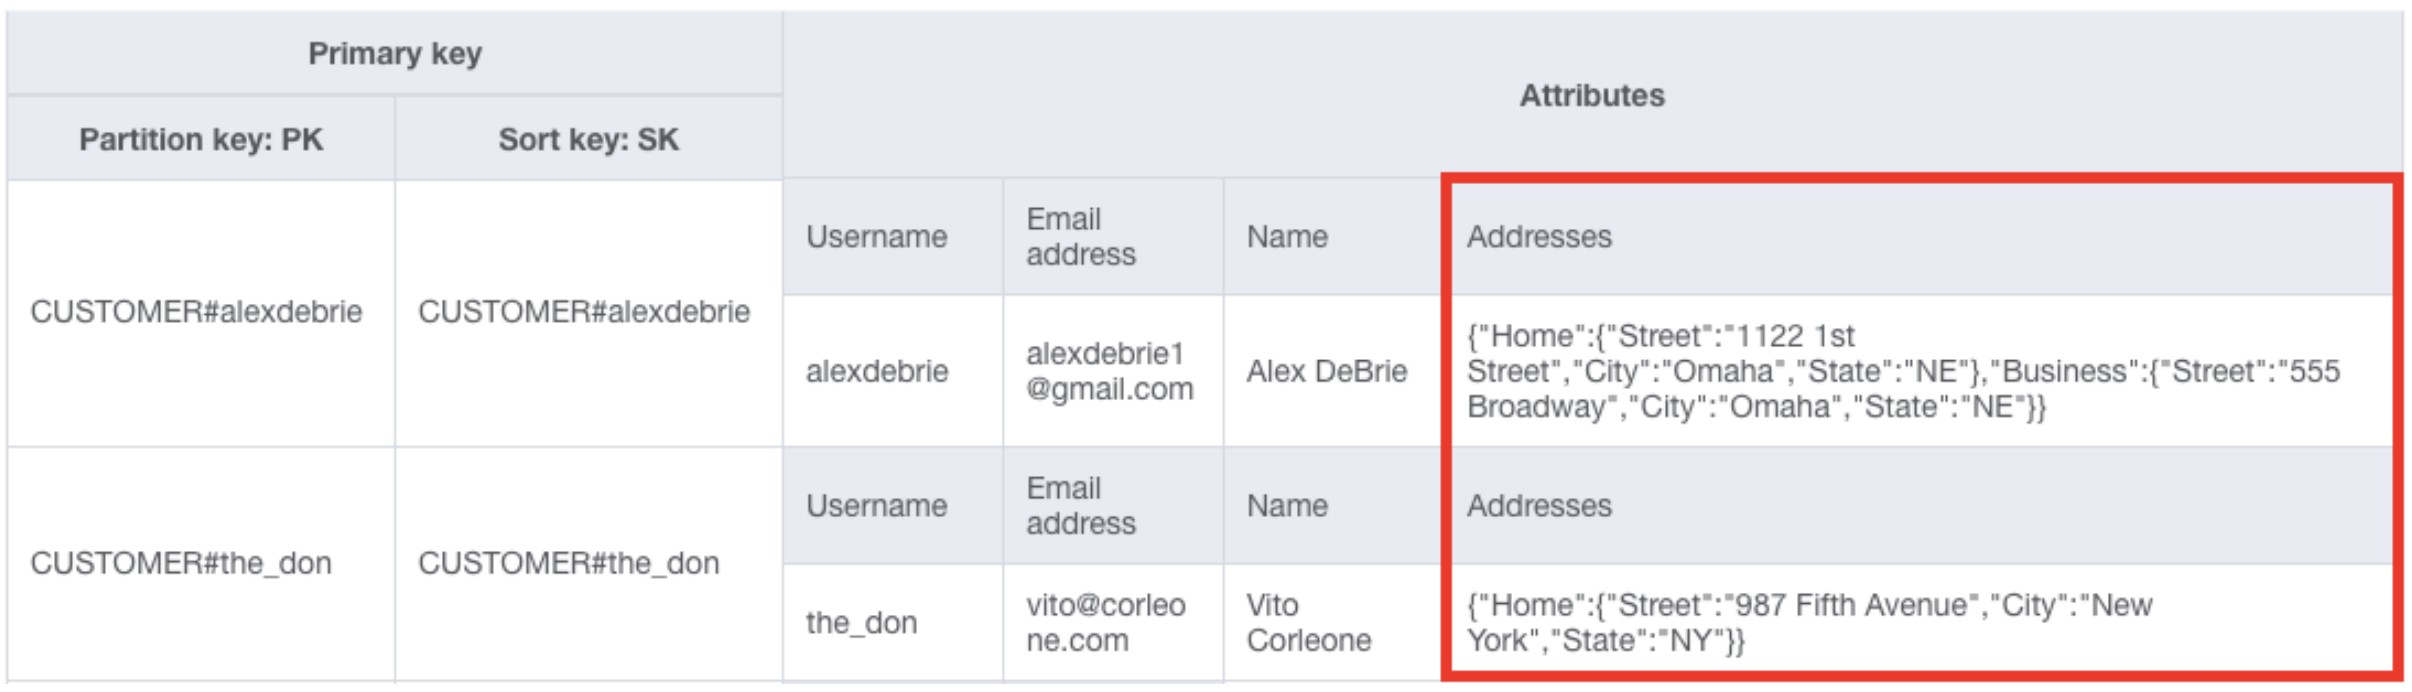 Primary key
Attributes
Partition key: PK
Sort key: SK
CUSTOMER#alexdebrie
CUSTOMER#alexdebrie
Username
Email
address
Name
Addresses
alexdebrie
alexdebrie1
@gmail.com
Alex DeBrie
{"Home":{"Street":"1122 1st
Street","City":"Omaha","State":"NE"},"Business":{"Street":"555
Broadway","City":"Omaha","State":"NE"}}
CUSTOMER#the_don
CUSTOMER#the_don
Username
Email
address
Name
Addresses
the_don
vito@corleo
ne.com
Vito
Corleone
{"Home":{"Street":"987 Fifth Avenue","City":"New
York","State":"NY"}}